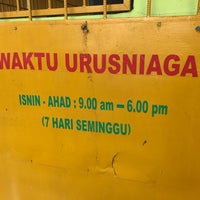 WAKTU URUSNIAGA
ISNIN - AHAD : 9.00 am - 6.00 pm
(7 HARI SEMINGGU)